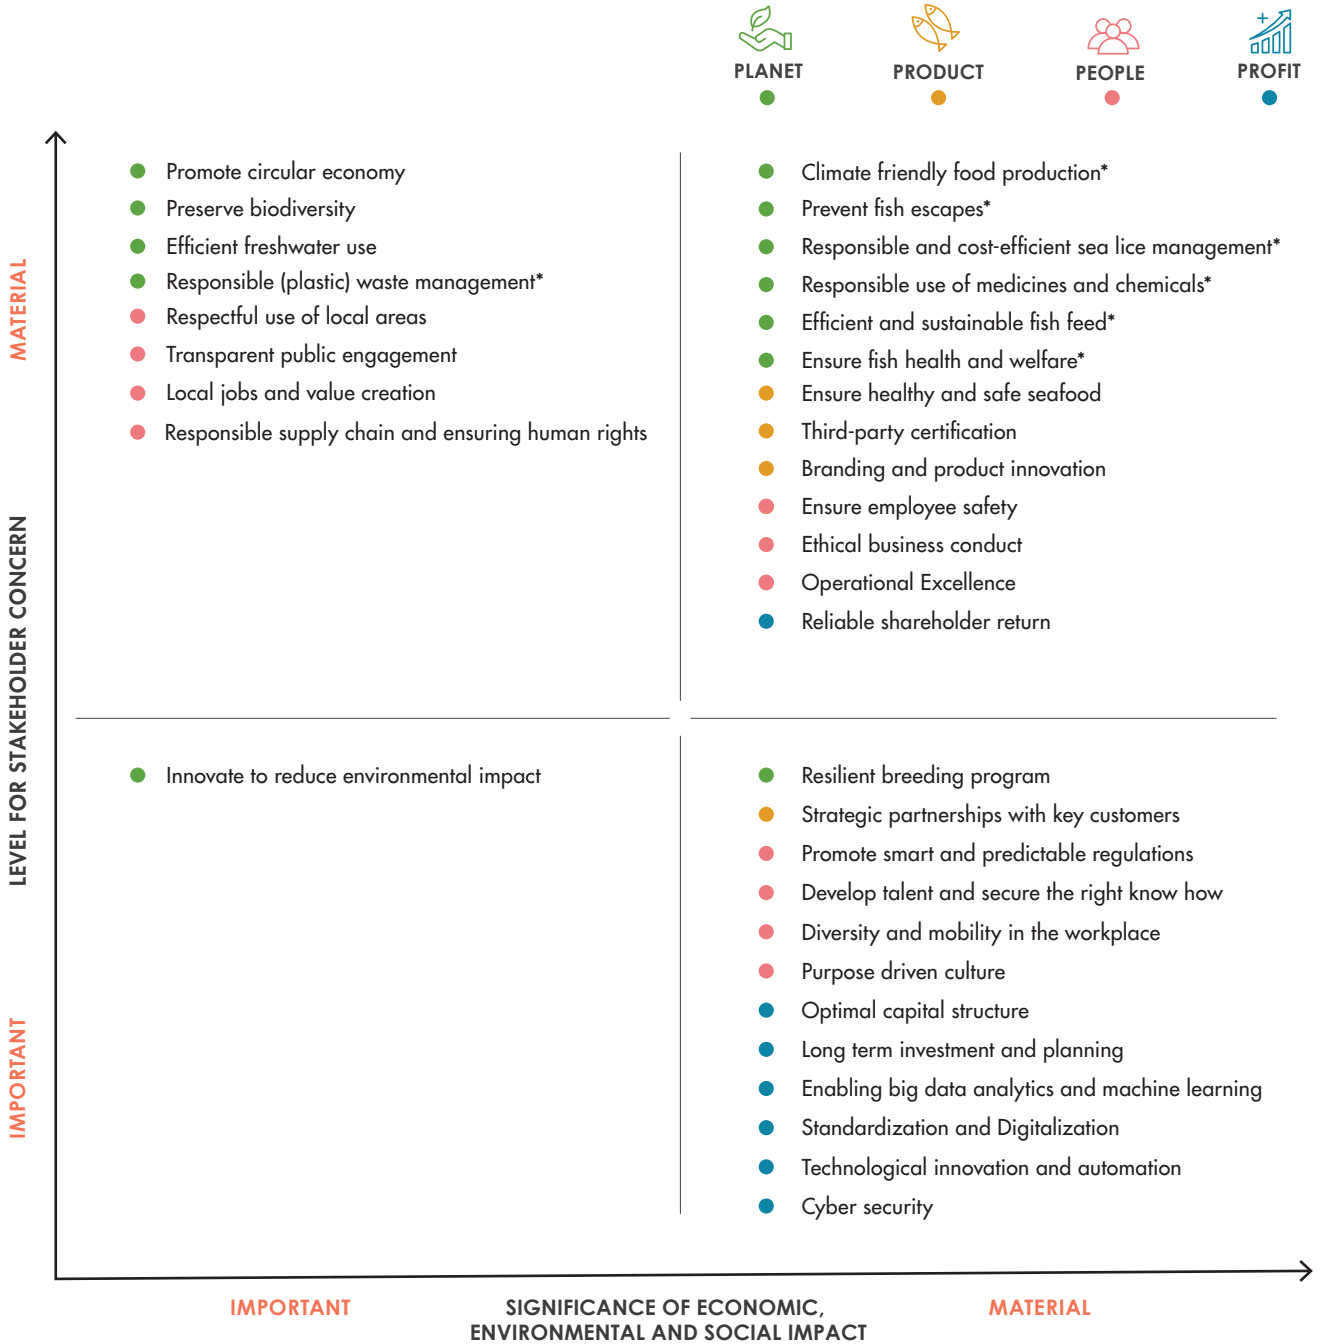 PLANET
PRODUCT
PEOPLE
PROFIT
MATERIAL
LEVEL FOR STAKEHOLDER CONCERN
IMPORTANT
Promote circular economy
Preserve biodiversity
Efficient freshwater use
Responsible (plastic) waste management*
Respectful use of local areas
Transparent public engagement
Local jobs and value creation
Responsible supply chain and ensuring human rights
Climate friendly food production*
Prevent fish escapes*
Responsible and cost-efficient sea lice management*
Responsible use of medicines and chemicals*
Efficient and sustainable fish feed*
Ensure fish health and welfare*
Ensure healthy and safe seafood
Third-party certification
Branding and product innovation
Ensure employee safety
Ethical business conduct
Operational Excellence
Reliable shareholder return
Innovate to reduce environmental impact
Resilient breeding program
Strategic partnerships with key customers
Promote smart and predictable regulations
Develop talent and secure the right know how
Diversity and mobility in the workplace
Purpose driven culture
Optimal capital structure
Long term investment and planning
Enabling big data analytics and machine learning
Standardization and Digitalization
Technological innovation and automation
Cyber security
IMPORTANT
SIGNIFICANCE OF ECONOMIC,
ENVIRONMENTAL AND SOCIAL IMPACT
MATERIAL